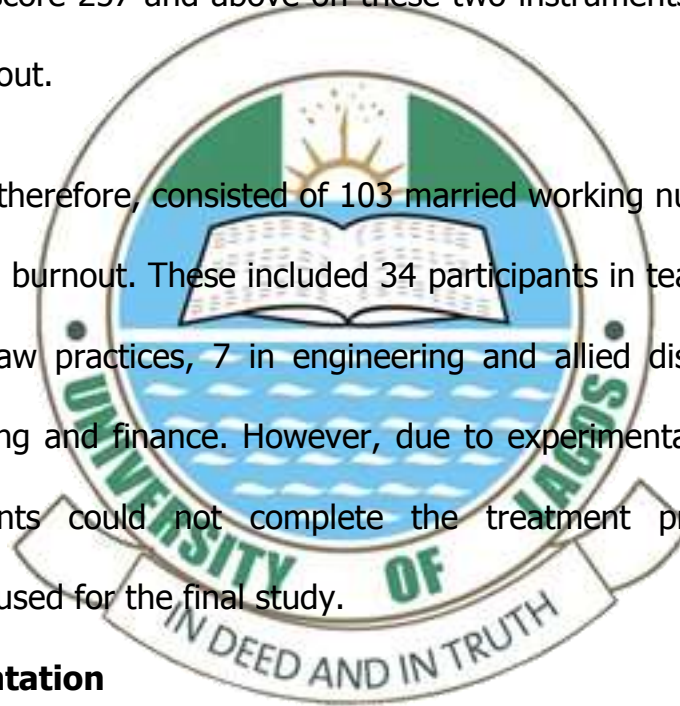 score 257 and above on these two instruments
out.
therefore, consisted of 103 married working nu
burnout. These included 34 participants in tea
aw practices, 7 in engineering and allied dis
ng and finance. However, due to experimenta
nts could not complete the treatment pr
used for the final study.
UNIVERSITY OF LAGOS
IN DEED AND IN TRUTH
ntation